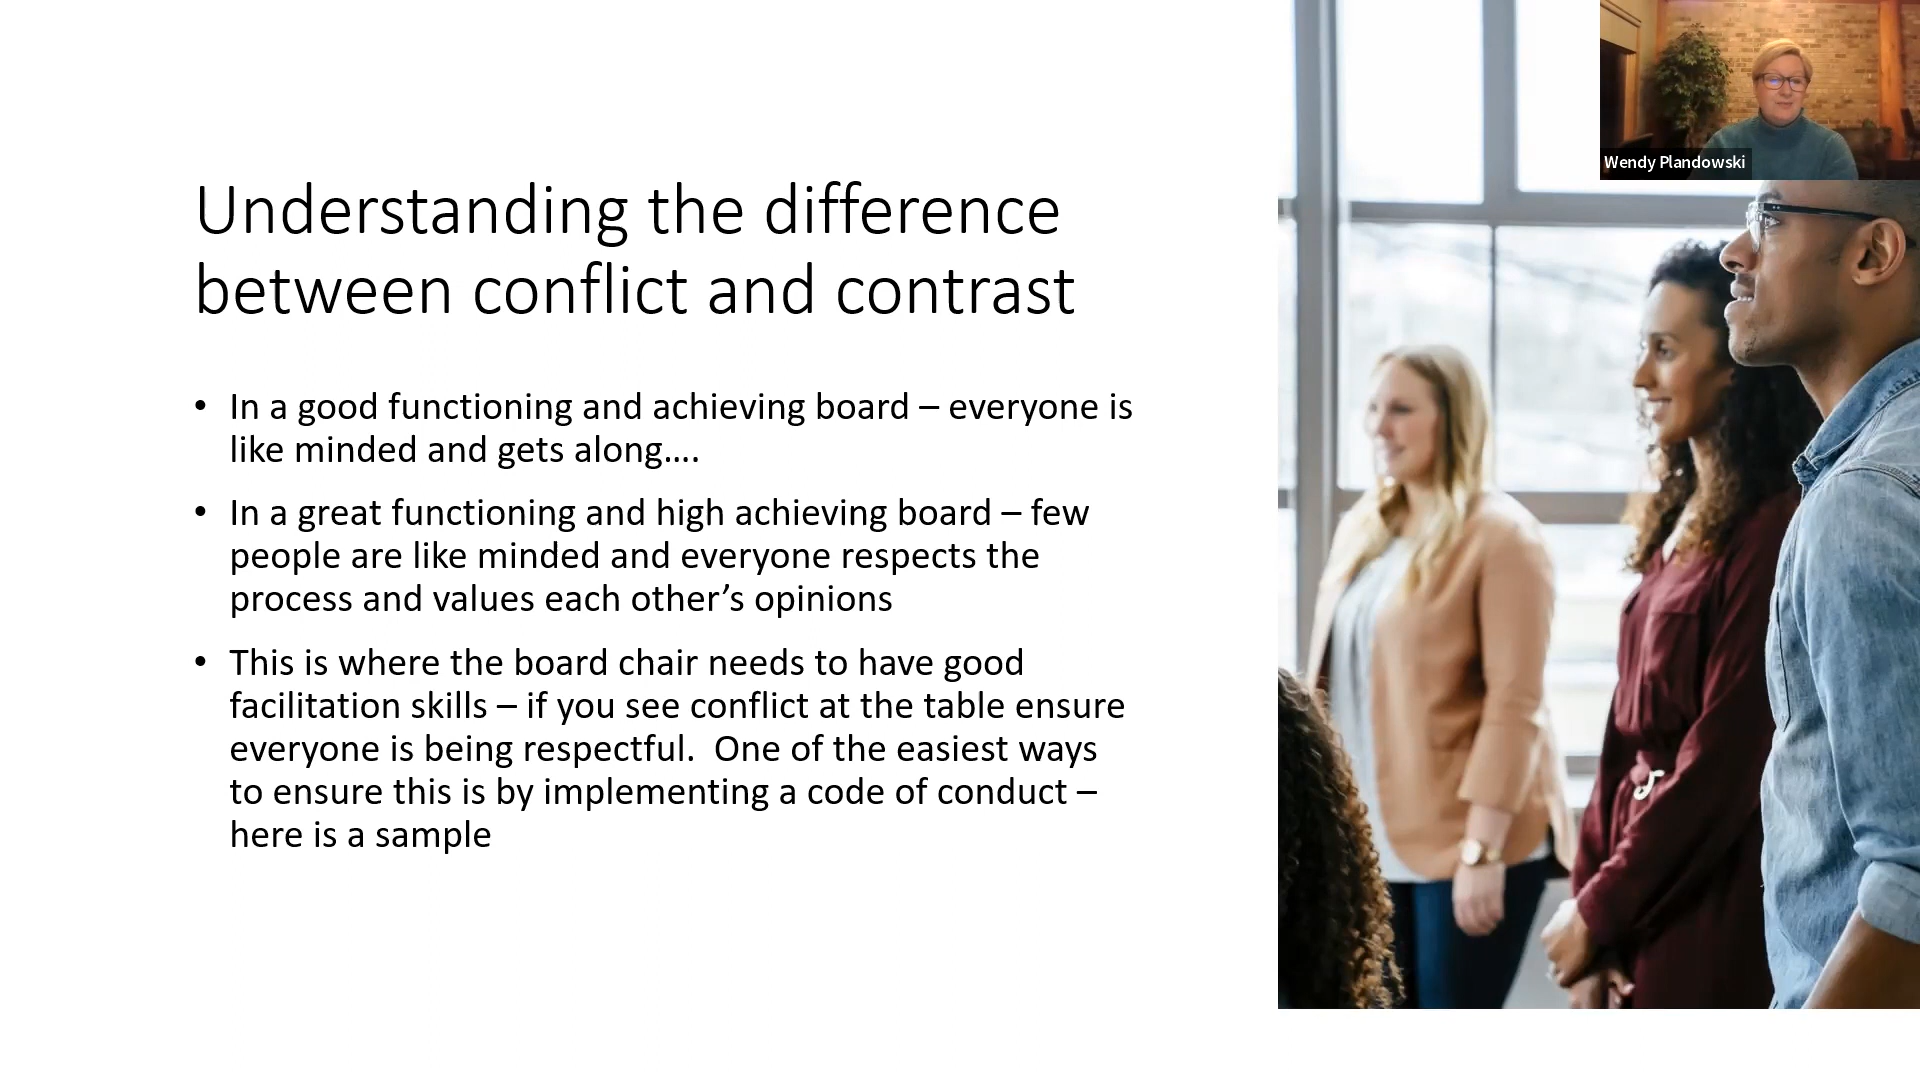 Wendy Plandowski
Understanding the difference
between conflict and contrast
• In a good functioning and achieving board – everyone is
like minded and gets along....
• In a great functioning and high achieving board – few
people are like minded and everyone respects the
process and values each other’s opinions
• This is where the board chair needs to have good
facilitation skills – if you see conflict at the table ensure
everyone is being respectful.  One of the easiest ways
to ensure this is by implementing a code of conduct –
here is a sample